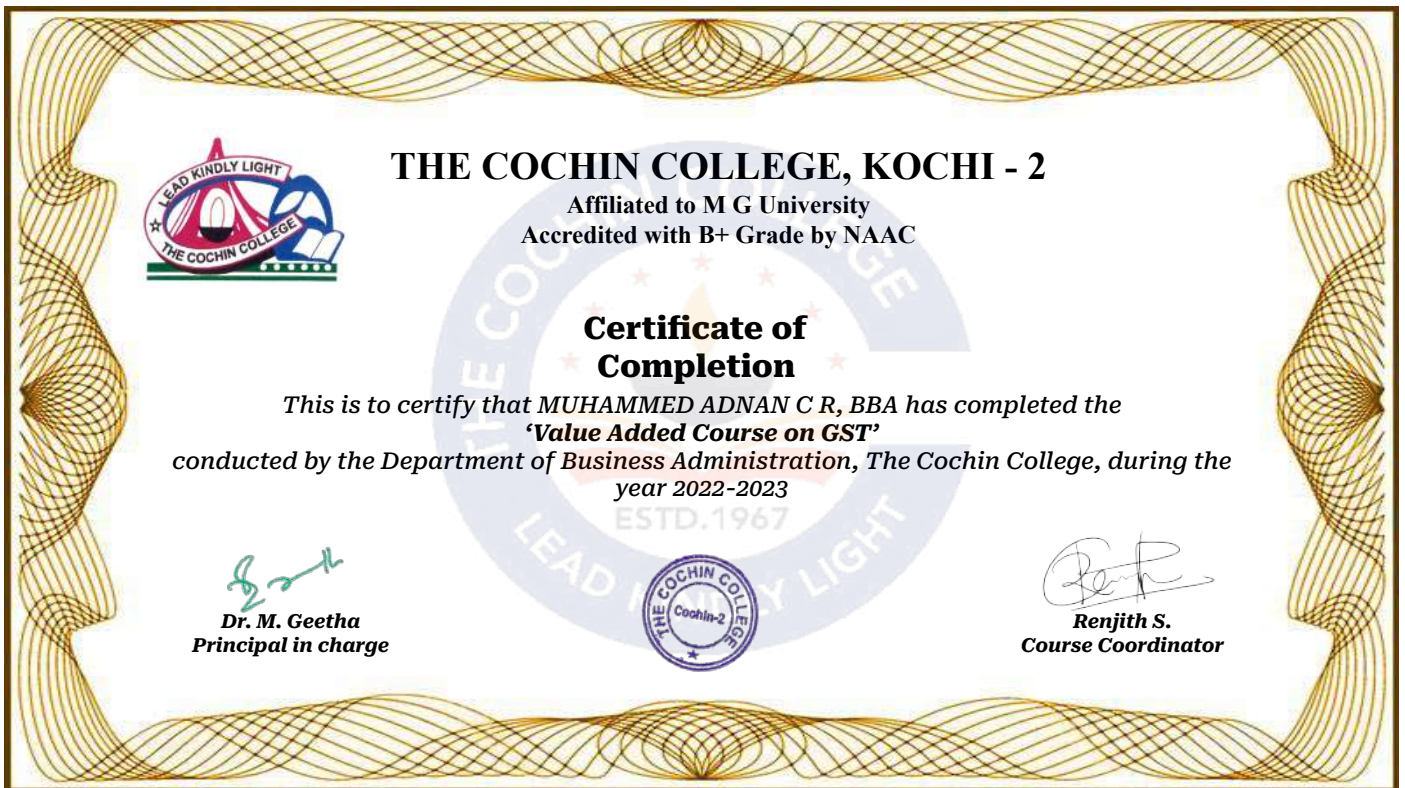 LEAD KINDLY LIGHT
THE COCHIN COLLEGE
THE COCHIN COLLEGE, KOCHI - 2
Affiliated to M G University
Accredited with B+ Grade by NAAC
THE COCHIN COLLEGE
Certificate of
Completion
This is to certify that MUHAMMED ADNAN C R, BBA has completed the
‘Value Added Course on GST’
conducted by the Department of Business Administration, The Cochin College, during the
year 2022-2023
ESTD.1967
LEAD KINDLY LIGHT
Dr. M. Geetha
Principal in charge
THE COCHIN COLLEGE
Cochin-2
Renjith S.
Course Coordinator